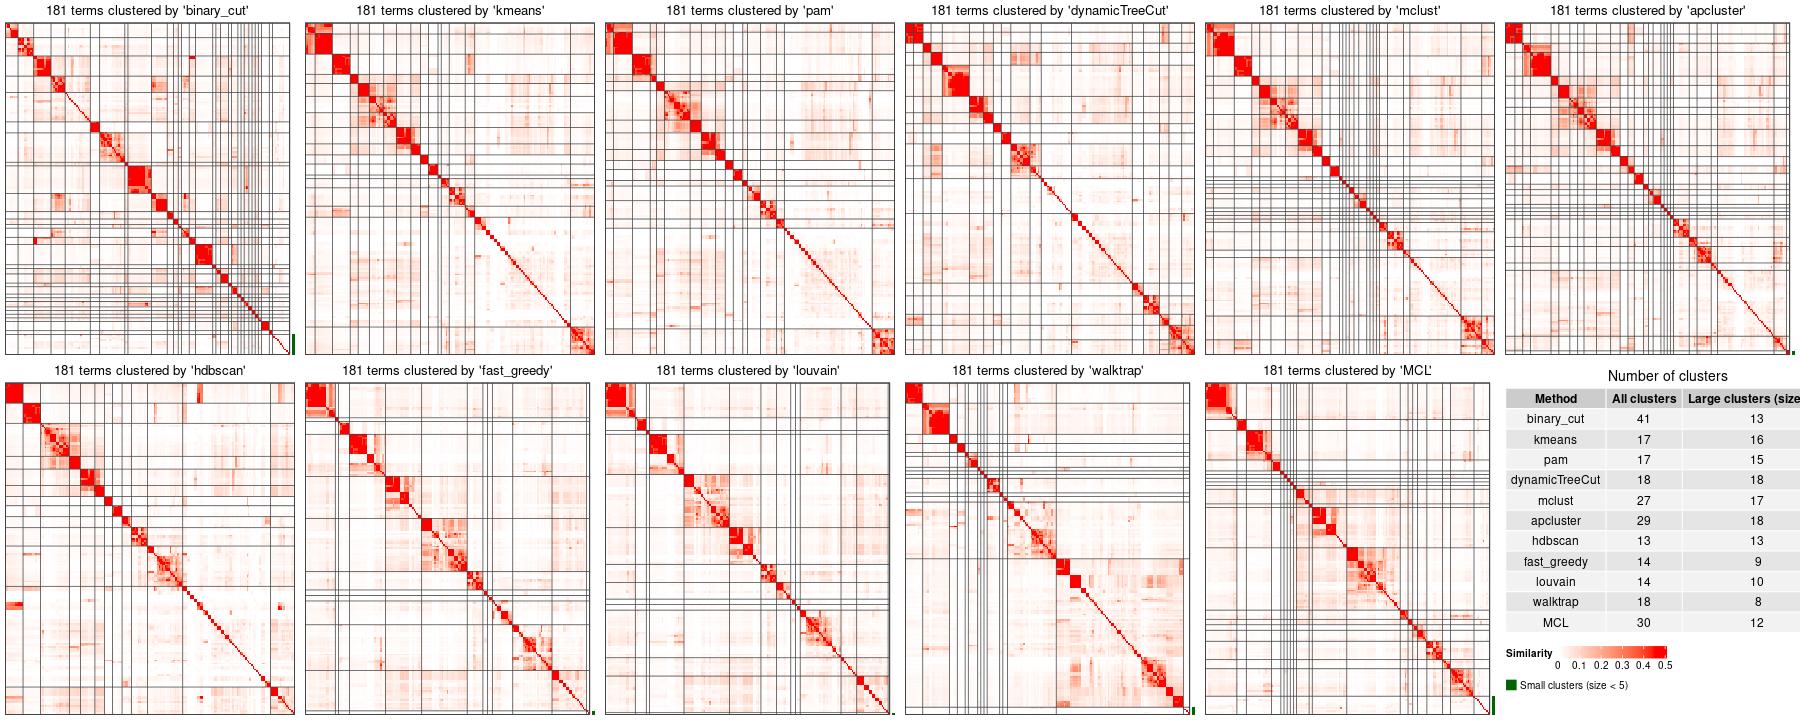 181 terms clustered by 'binary_cut'
181 terms clustered by 'kmeans'
181 terms clustered by 'pam'
181 terms clustered by 'dynamicTreeCut'
181 terms clustered by 'mclust'
181 terms clustered by 'apcluster'
181 terms clustered by 'hdbscan'
181 terms clustered by 'fast_greedy'
181 terms clustered by 'louvain'
181 terms clustered by 'walktrap'
181 terms clustered by 'MCL'
Number of clusters
Method All clusters Large clusters (size
binary_cut 41 13
kmeans 17 16
pam 17 15
dynamicTreeCut 18 18
mclust 27 17
apcluster 29 18
hdbscan 13 13
fast_greedy 14 9
louvain 14 10
walktrap 18 8
MCL 30 12
Similarity
0 0.1 0.2 0.3 0.4 0.5
Small clusters (size < 5)